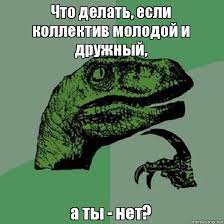 Что делать, если
коллектив молодой и
дружный,
а ты - нет?